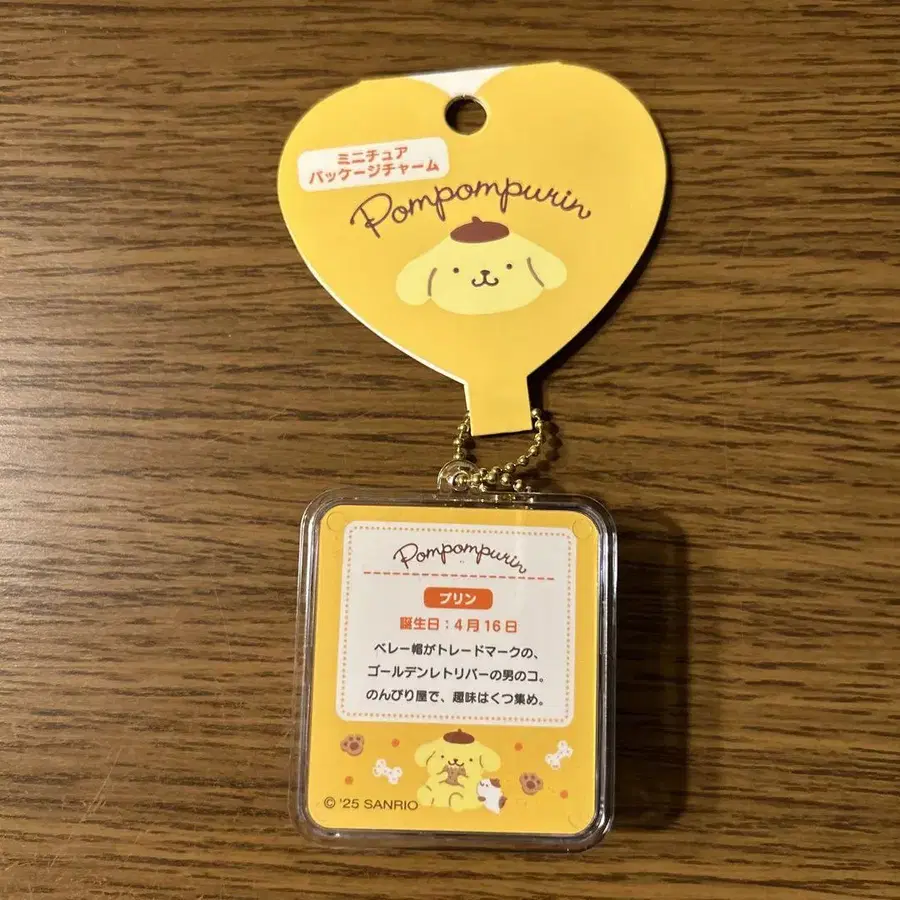 ミニチュア
パッケージチャーム
Pompompurin
Pompompurin
プリン
誕生日：4月16日
ベレー帽がトレードマークの、
ゴールデンレトリバーの男のコ。
のんびり屋で、趣味はくつ集め。
© '25 SANRIO